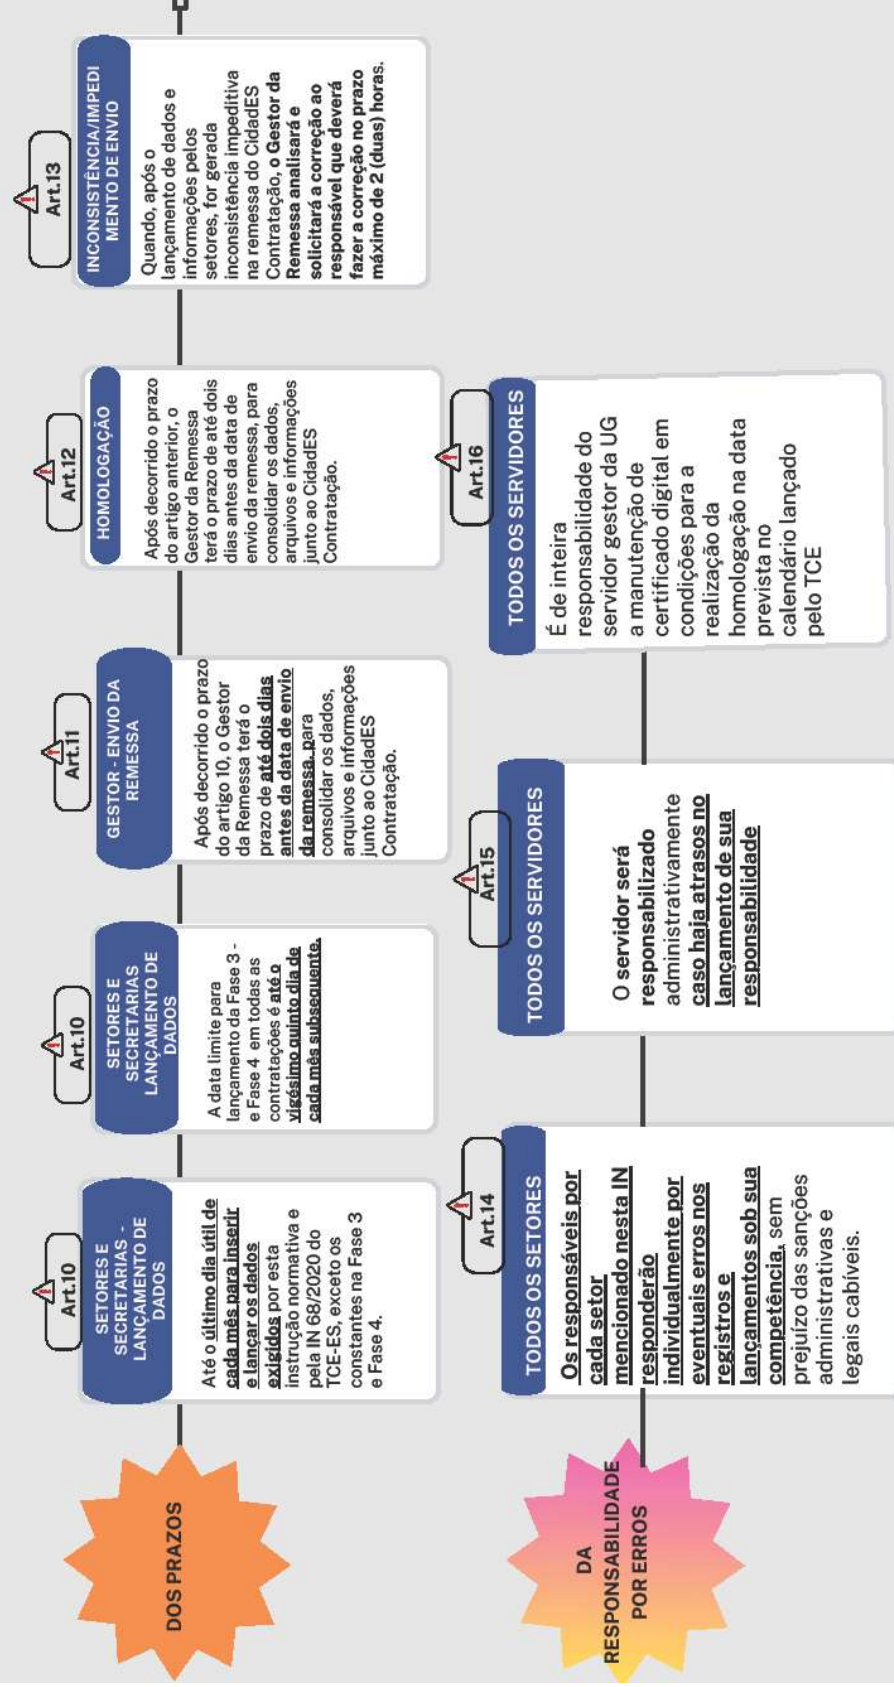 DOS PRAZOS
Art.10
SETORES E
SECRETARIAS -
LANÇAMENTO DE
DADOS
Até o último dia útil de
cada mês para inserir
e lançar os dados
exigidos por esta
instrução normativa e
pela IN 68/2020 do
TCE-ES, exceto os
constantes na Fase 3
e Fase 4.
Art.10
SETORES E
SECRETARIAS
LANÇAMENTO DE
DADOS
A data limite para
lançamento da Fase 3 -
e Fase 4 em todas as
contratações é até o
vigésimo quinto dia de
cada mês subsequente.
Art.11
GESTOR - ENVIO DA
REMESSA
Após decorrido o prazo
do artigo 10, o Gestor
da Remessa terá o
prazo de até dois dias
antes da data de envio
da remessa, para
consolidar os dados,
arquivos e informações
junto ao CidadES
Contratação.
Art.12
HOMOLOGAÇÃO
Após decorrido o prazo
do artigo anterior, o
Gestor da Remessa
terá o prazo de até dois
dias antes da data de
envio da remessa, para
consolidar os dados,
arquivos e informações
junto ao CidadES
Contratação.
Art.13
INCONSISTÊNCIA/IMPEDI
MENTO DE ENVIO
Quando, após o
lançamento de dados e
informações pelos
setores, for gerada
inconsistência impeditiva
na remessa do CidadES
Contratação, o Gestor da
Remessa analisará e
solicitará a correção ao
responsável que deverá
fazer a correção no prazo
máximo de 2 (duas) horas.
DA
RESPONSABILIDADE
POR ERROS
Art.14
TODOS OS SETORES
Os responsáveis por
cada setor
mencionado nesta IN
responderão
individualmente por
eventuais erros nos
registros e
lançamentos sob sua
competência, sem
prejuízo das sanções
administrativas e
legais cabíveis.
Art.15
TODOS OS SERVIDORES
O servidor será
responsabilizado
administrativamente
caso haja atrasos no
lançamento de sua
responsabilidade
Art.16
TODOS OS SERVIDORES
É de inteira
responsabilidade do
servidor gestor da UG
a manutenção de
certificado digital em
condições para a
realização da
homologação na data
prevista no
calendário lançado
pelo TCE